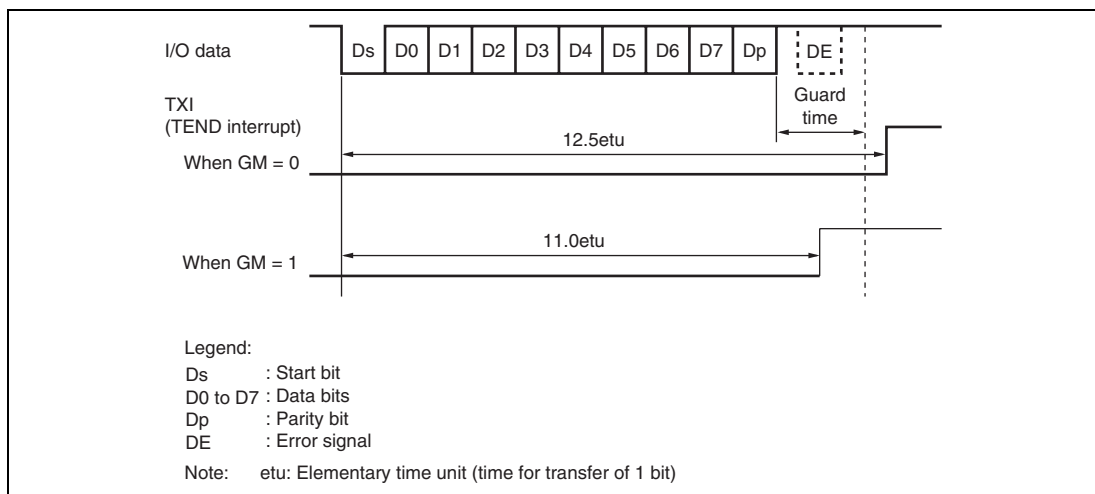 I/O data
Ds D0 D1 D2 D3 D4 D5 D6 D7 Dp DE
Guard
time
TXI
(TEND interrupt)
12.5etu
When GM = 0
11.0etu
When GM = 1
Legend:
Ds : Start bit
D0 to D7 : Data bits
Dp : Parity bit
DE : Error signal
Note: etu: Elementary time unit (time for transfer of 1 bit)